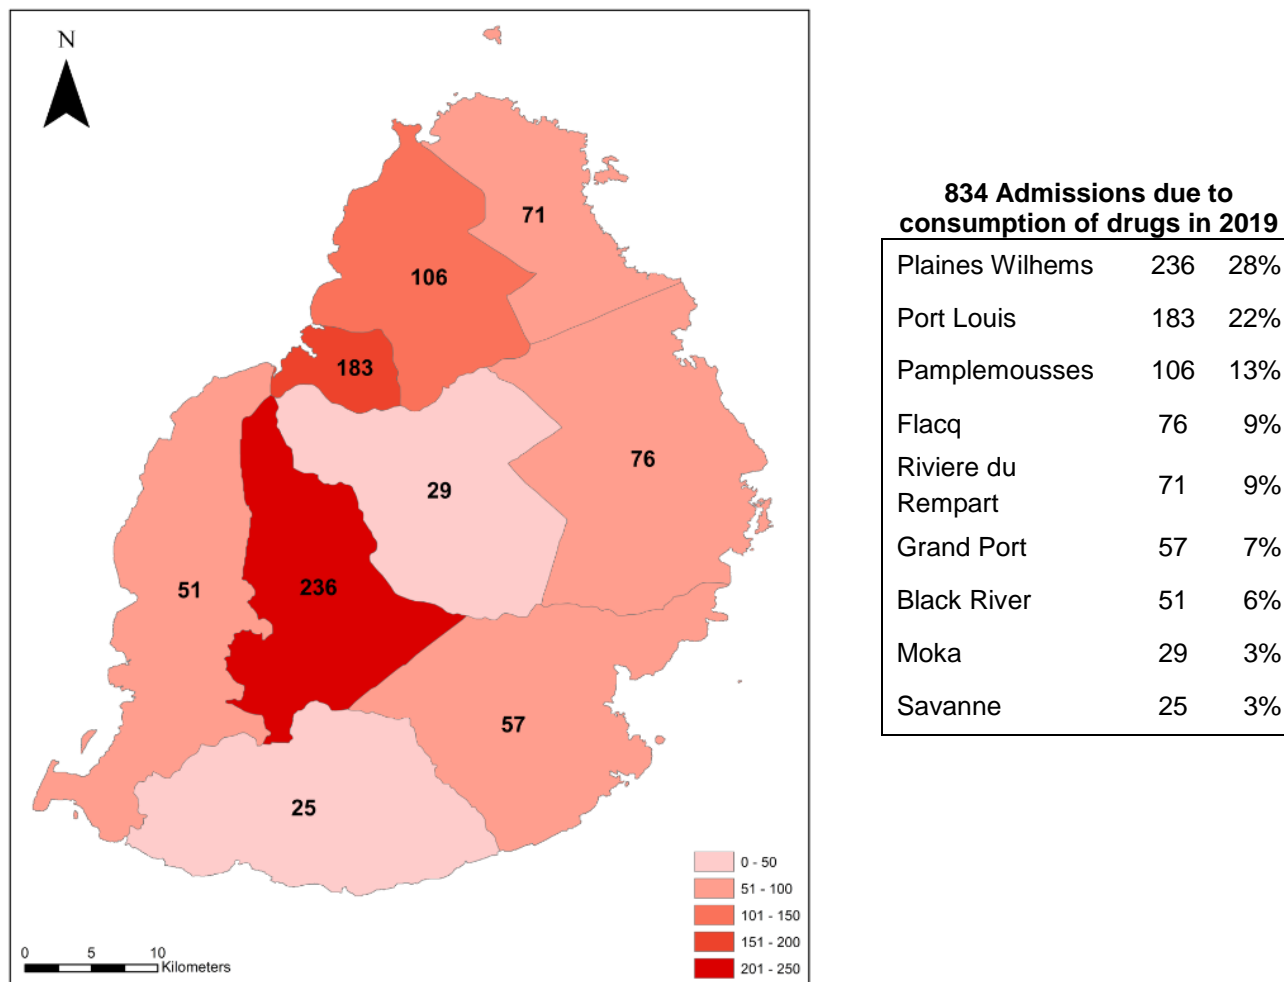 N
71
106
183
76
29
51
236
57
25
0 - 50
51 - 100
101 - 150
151 - 200
201 - 250
0 5 10
Kilometers
834 Admissions due to
consumption of drugs in 2019
Plaines Wilhems 236 28%
Port Louis 183 22%
Pamplemousses 106 13%
Flacq 76 9%
Riviere du
Rempart 71 9%
Grand Port 57 7%
Black River 51 6%
Moka 29 3%
Savanne 25 3%